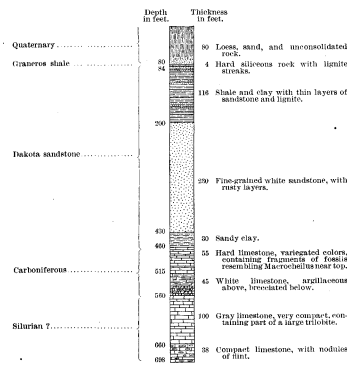 Depth in feet.
Thickness in feet.
Quaternary
80 Loess, sand, and unconsolidated
rock.
80
Graneros shale
4 Hard siliceous rock with lignite
streaks.
84
116 Shale and clay with thin layers of
sandstone and lignite.
200
Dakota sandstone
230 Fine-grained white sandstone, with
rusty layers.
430
30 Sandy clay.
460
55 Hard limestone, variegated colors,
containing fragments of fossils
resembling Macrocheilus near top.
Carboniferous
515
45 White limestone, argillaceous
above, brecciated below.
560
100 Gray limestone, very compact, con-
taining part of a large trilobite.
Silurian ?
660
38 Compact limestone, with nodules
of flint.
698